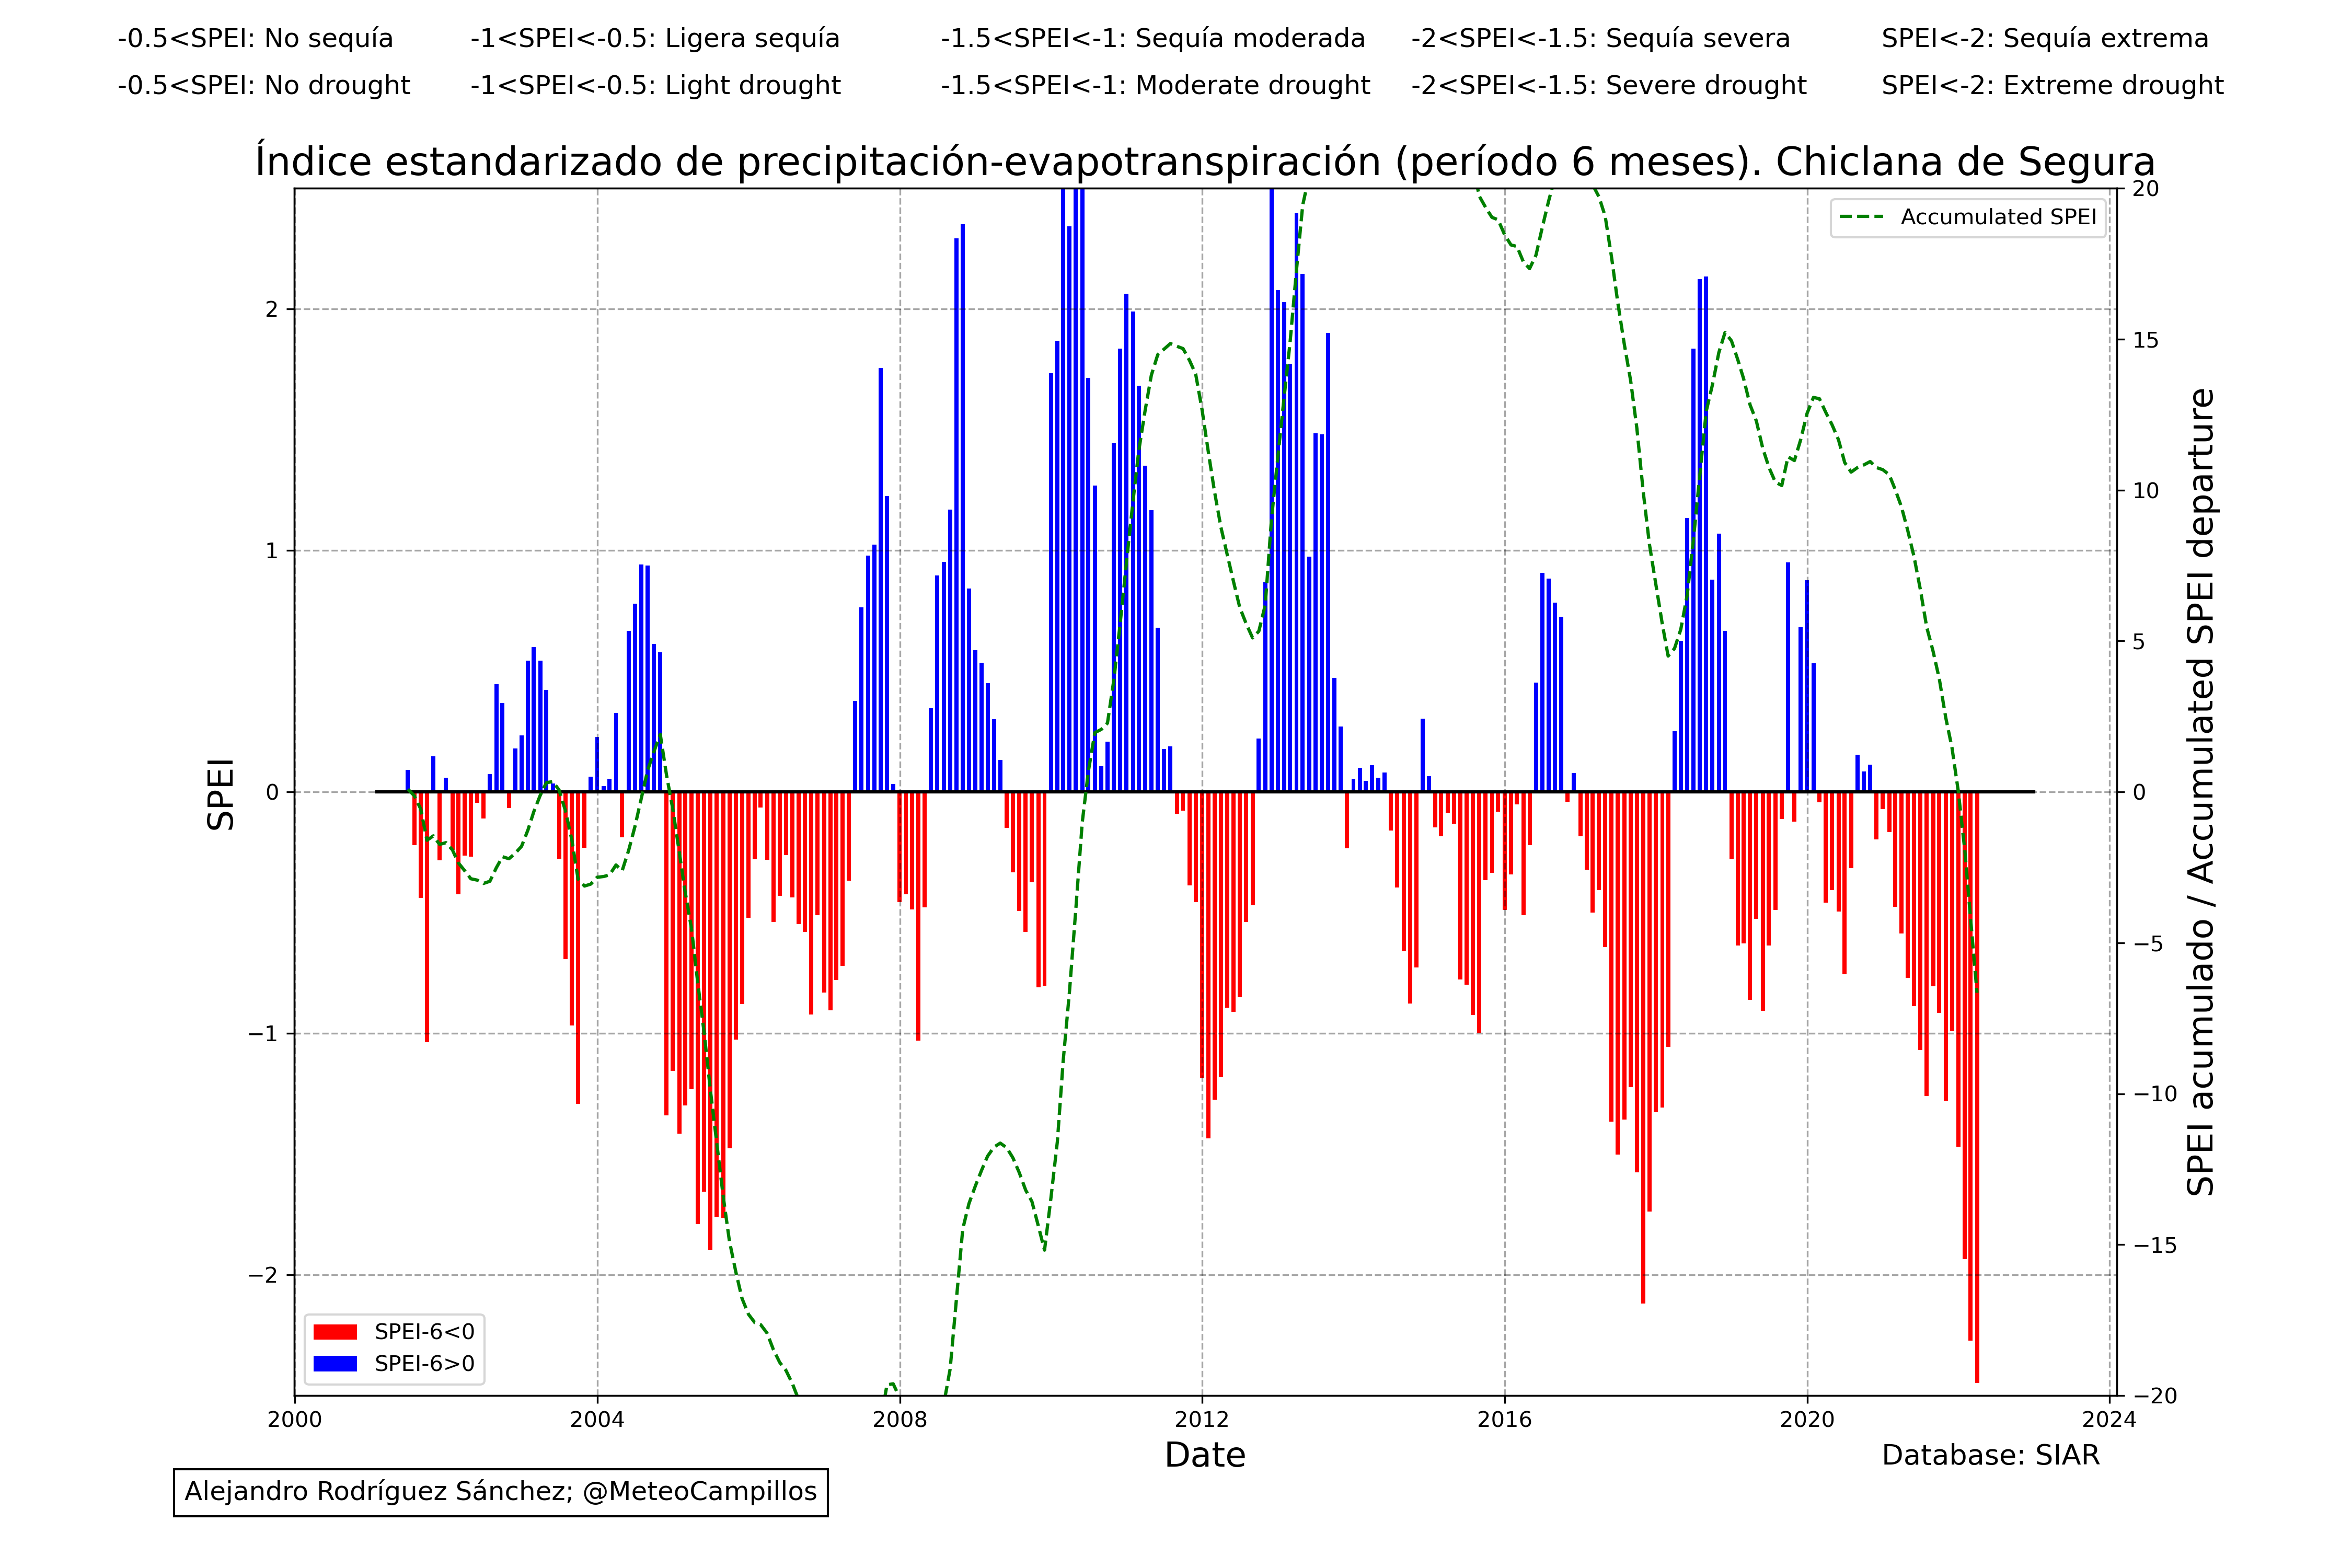 -0.5<SPEI: No sequía -1<SPEI<-0.5: Ligera sequía -1.5<SPEI<-1: Sequía moderada -2<SPEI<-1.5: Sequía severa SPEI<-2: Sequía extrema
-0.5<SPEI: No drought -1<SPEI<-0.5: Light drought -1.5<SPEI<-1: Moderate drought -2<SPEI<-1.5: Severe drought SPEI<-2: Extreme drought
Índice estandarizado de precipitación-evapotranspiración (período 6 meses). Chiclana de Segura
Accumulated SPEI
SPEI
2
1
0
−1
−2
20
15
10
5
0
−5
−10
−15
−20
SPEI acumulado / Accumulated SPEI departure
SPEI-6<0
SPEI-6>0
2000 2004 2008 2012 2016 2020 2024
Date
Database: SIAR
Alejandro Rodríguez Sánchez; @MeteoCampillos